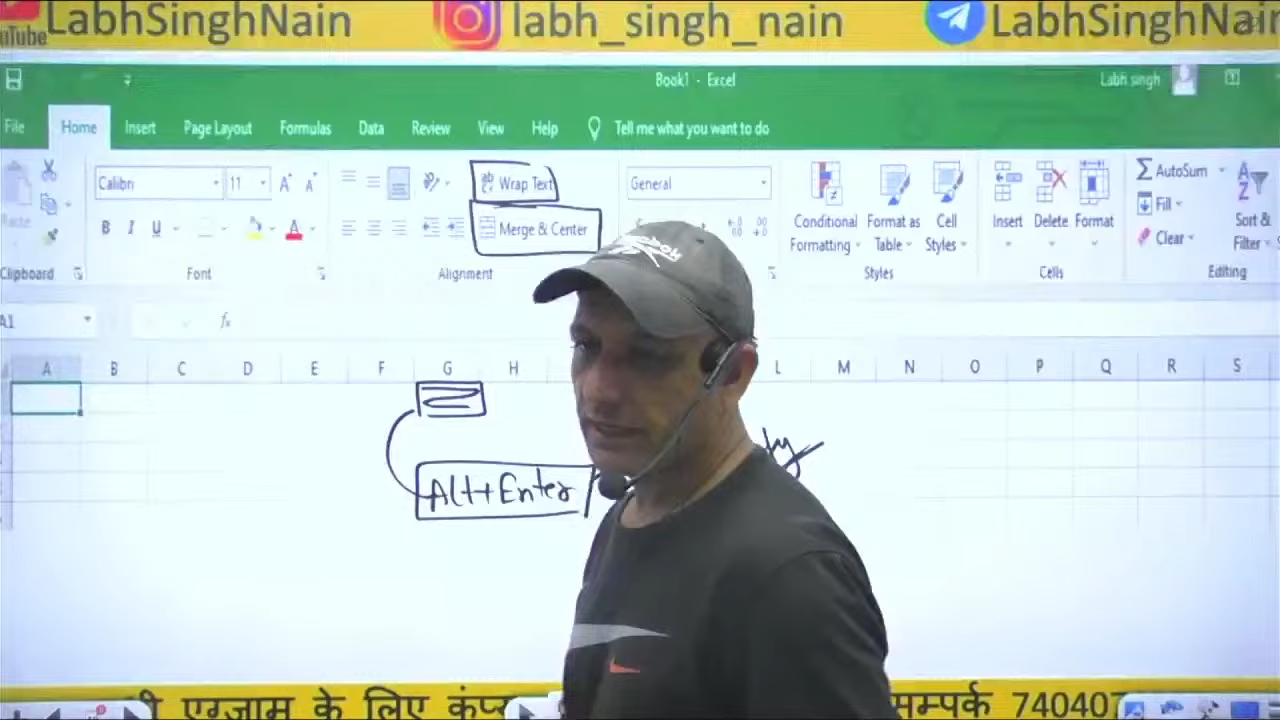 LabhSinghNain labh_singh_nain LabhSinghNain
uTube
Book1 - Excel Labh singh
File Home Insert Page Layout Formulas Data Review View Help Tell me what you want to do
Calibri 11 Wrap Text General AutoSum
Paste B I U Merge & Center Conditional Formatting Format as Table Cell Styles Insert Delete Format Fill Clear Sort & Filter
Clipboard Font Alignment Styles Cells Editing
A1 fx
A B C D E F G H L M N O P Q R S
Alt+Enter
एग्जाम के लिए सम्पर्क 74040